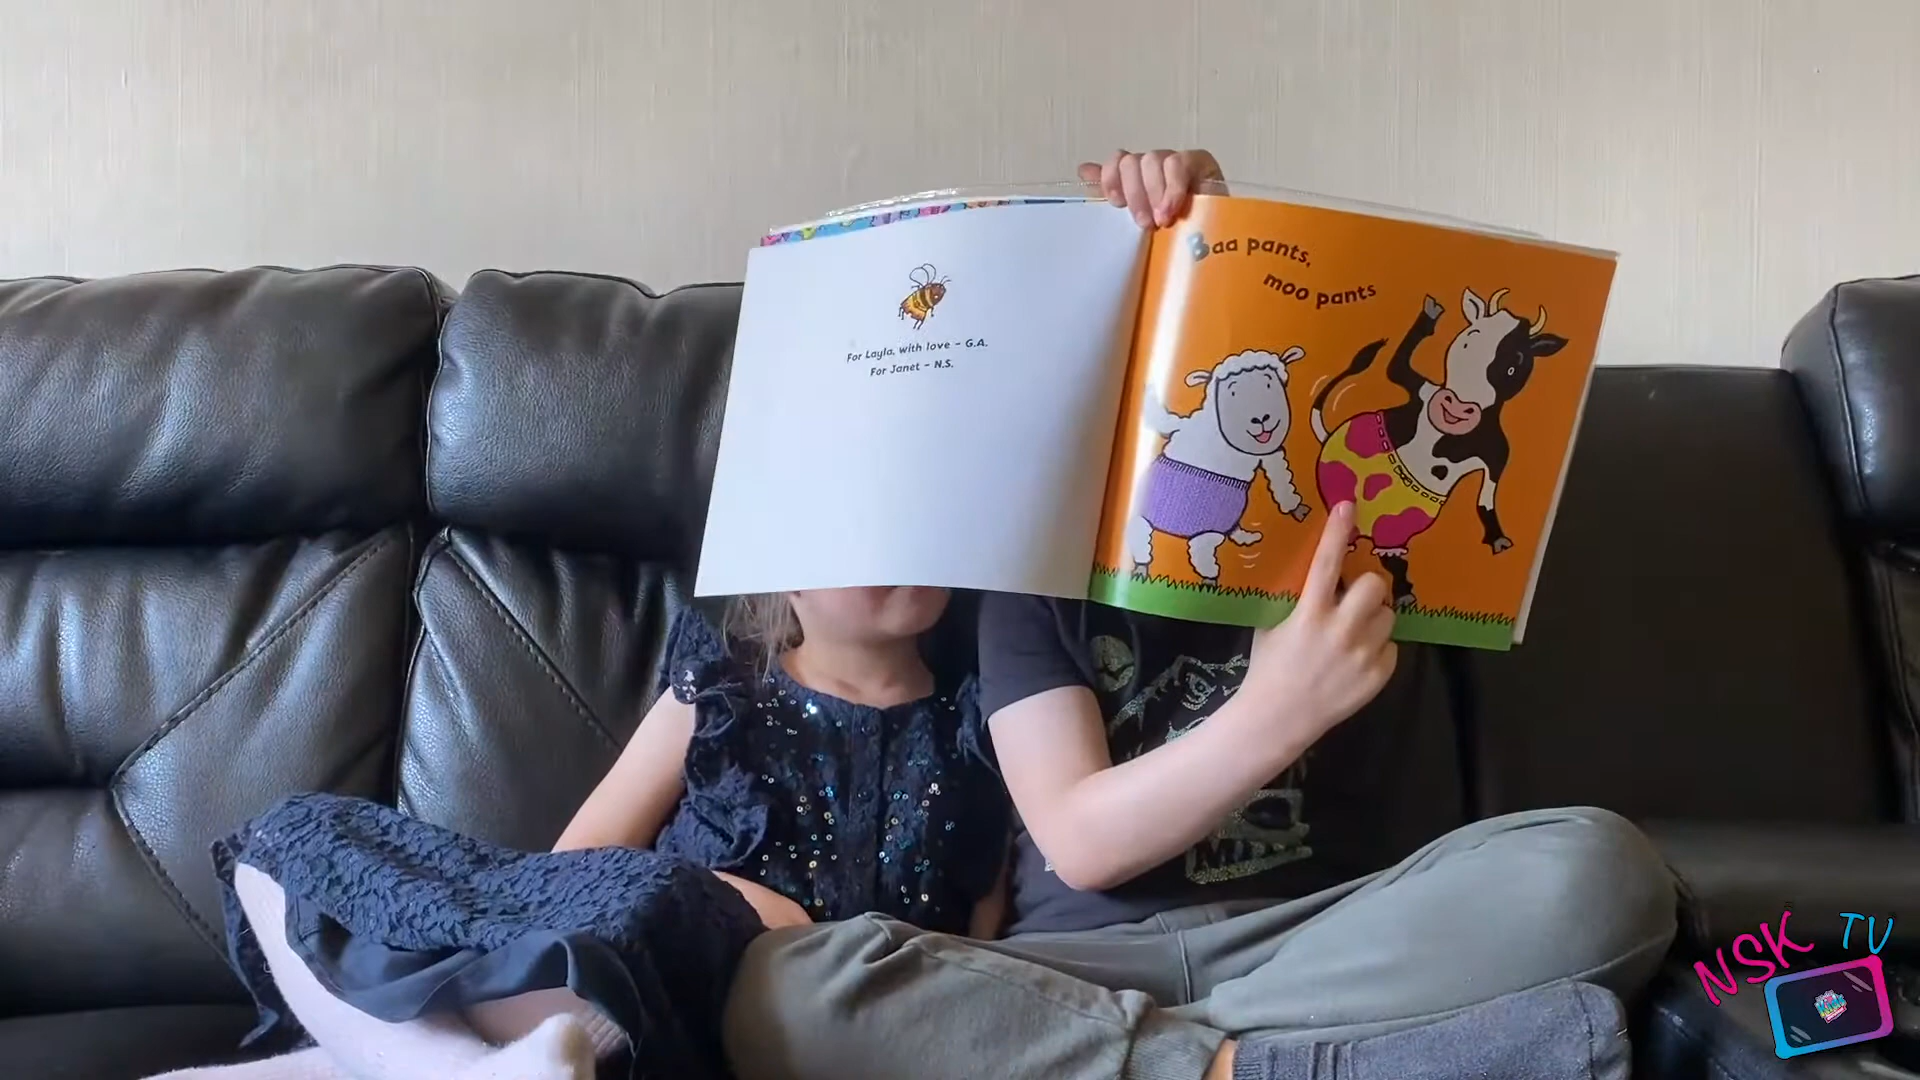 For Layla, with love – G.A.
For Janet – N.S.
Baa pants,
moo pants
NSK TV